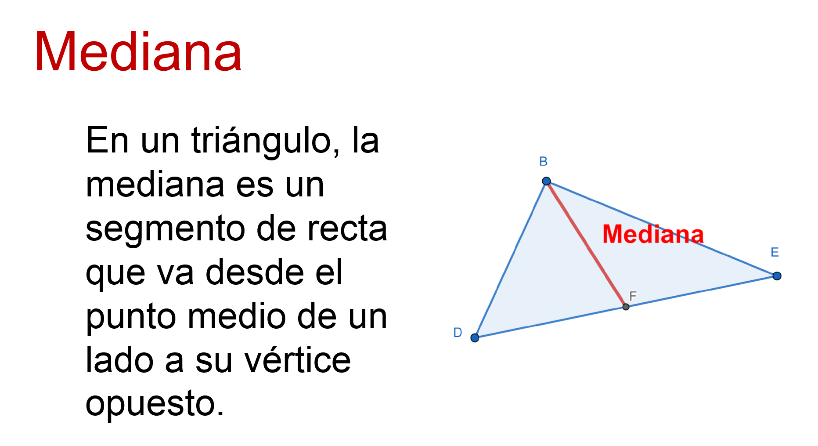 Mediana
En un triángulo, la
mediana es un
segmento de recta
que va desde el
punto medio de un
lado a su vértice
opuesto.
B
Mediana
E
F
D